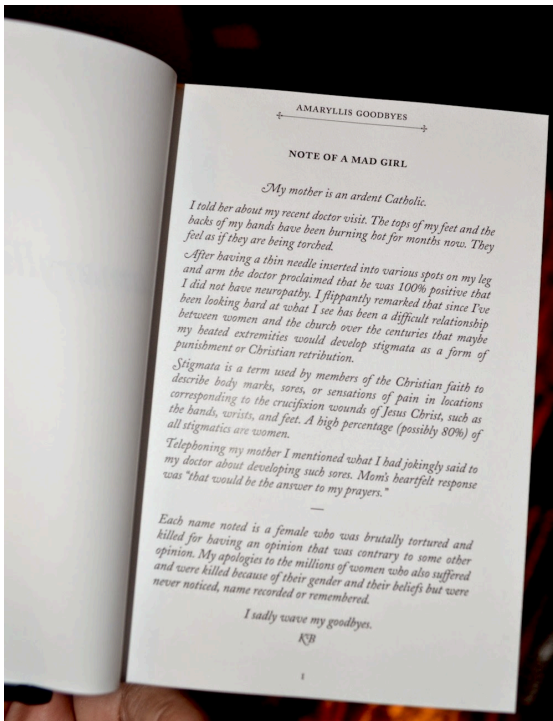 AMARYLLIS GOODBYES
NOTE OF A MAD GIRL
My mother is an ardent Catholic.
I told her about my recent doctor visit. The tops of my feet and the
backs of my hands have been burning hot for months now. They
feel as if they are being torched.
After having a thin needle inserted into various spots on my leg
and arm the doctor proclaimed that he was 100% positive that
I did not have neuropathy. I flippantly remarked that since I've
been looking hard at what I see has been a difficult relationship
between women and the church over the centuries that maybe
my heated extremities would develop stigmata as a form of
punishment or Christian retribution.
Stigmata is a term used by members of the Christian faith to
describe body marks, sores, or sensations of pain in locations
corresponding to the crucifixion wounds of Jesus Christ, such as
the hands, wrists, and feet. A high percentage (possibly 80%) of
all stigmatics are women.
Telephoning my mother I mentioned what I had jokingly said to
my doctor about developing such sores. Mom's heartfelt response
was "that would be the answer to my prayers."
—
Each name noted is a female who was brutally tortured and
killed for having an opinion that was contrary to some other
opinion. My apologies to the millions of women who also suffered
and were killed because of their gender and their beliefs but were
never noticed, name recorded or remembered.
I sadly wave my goodbyes.
KB
1